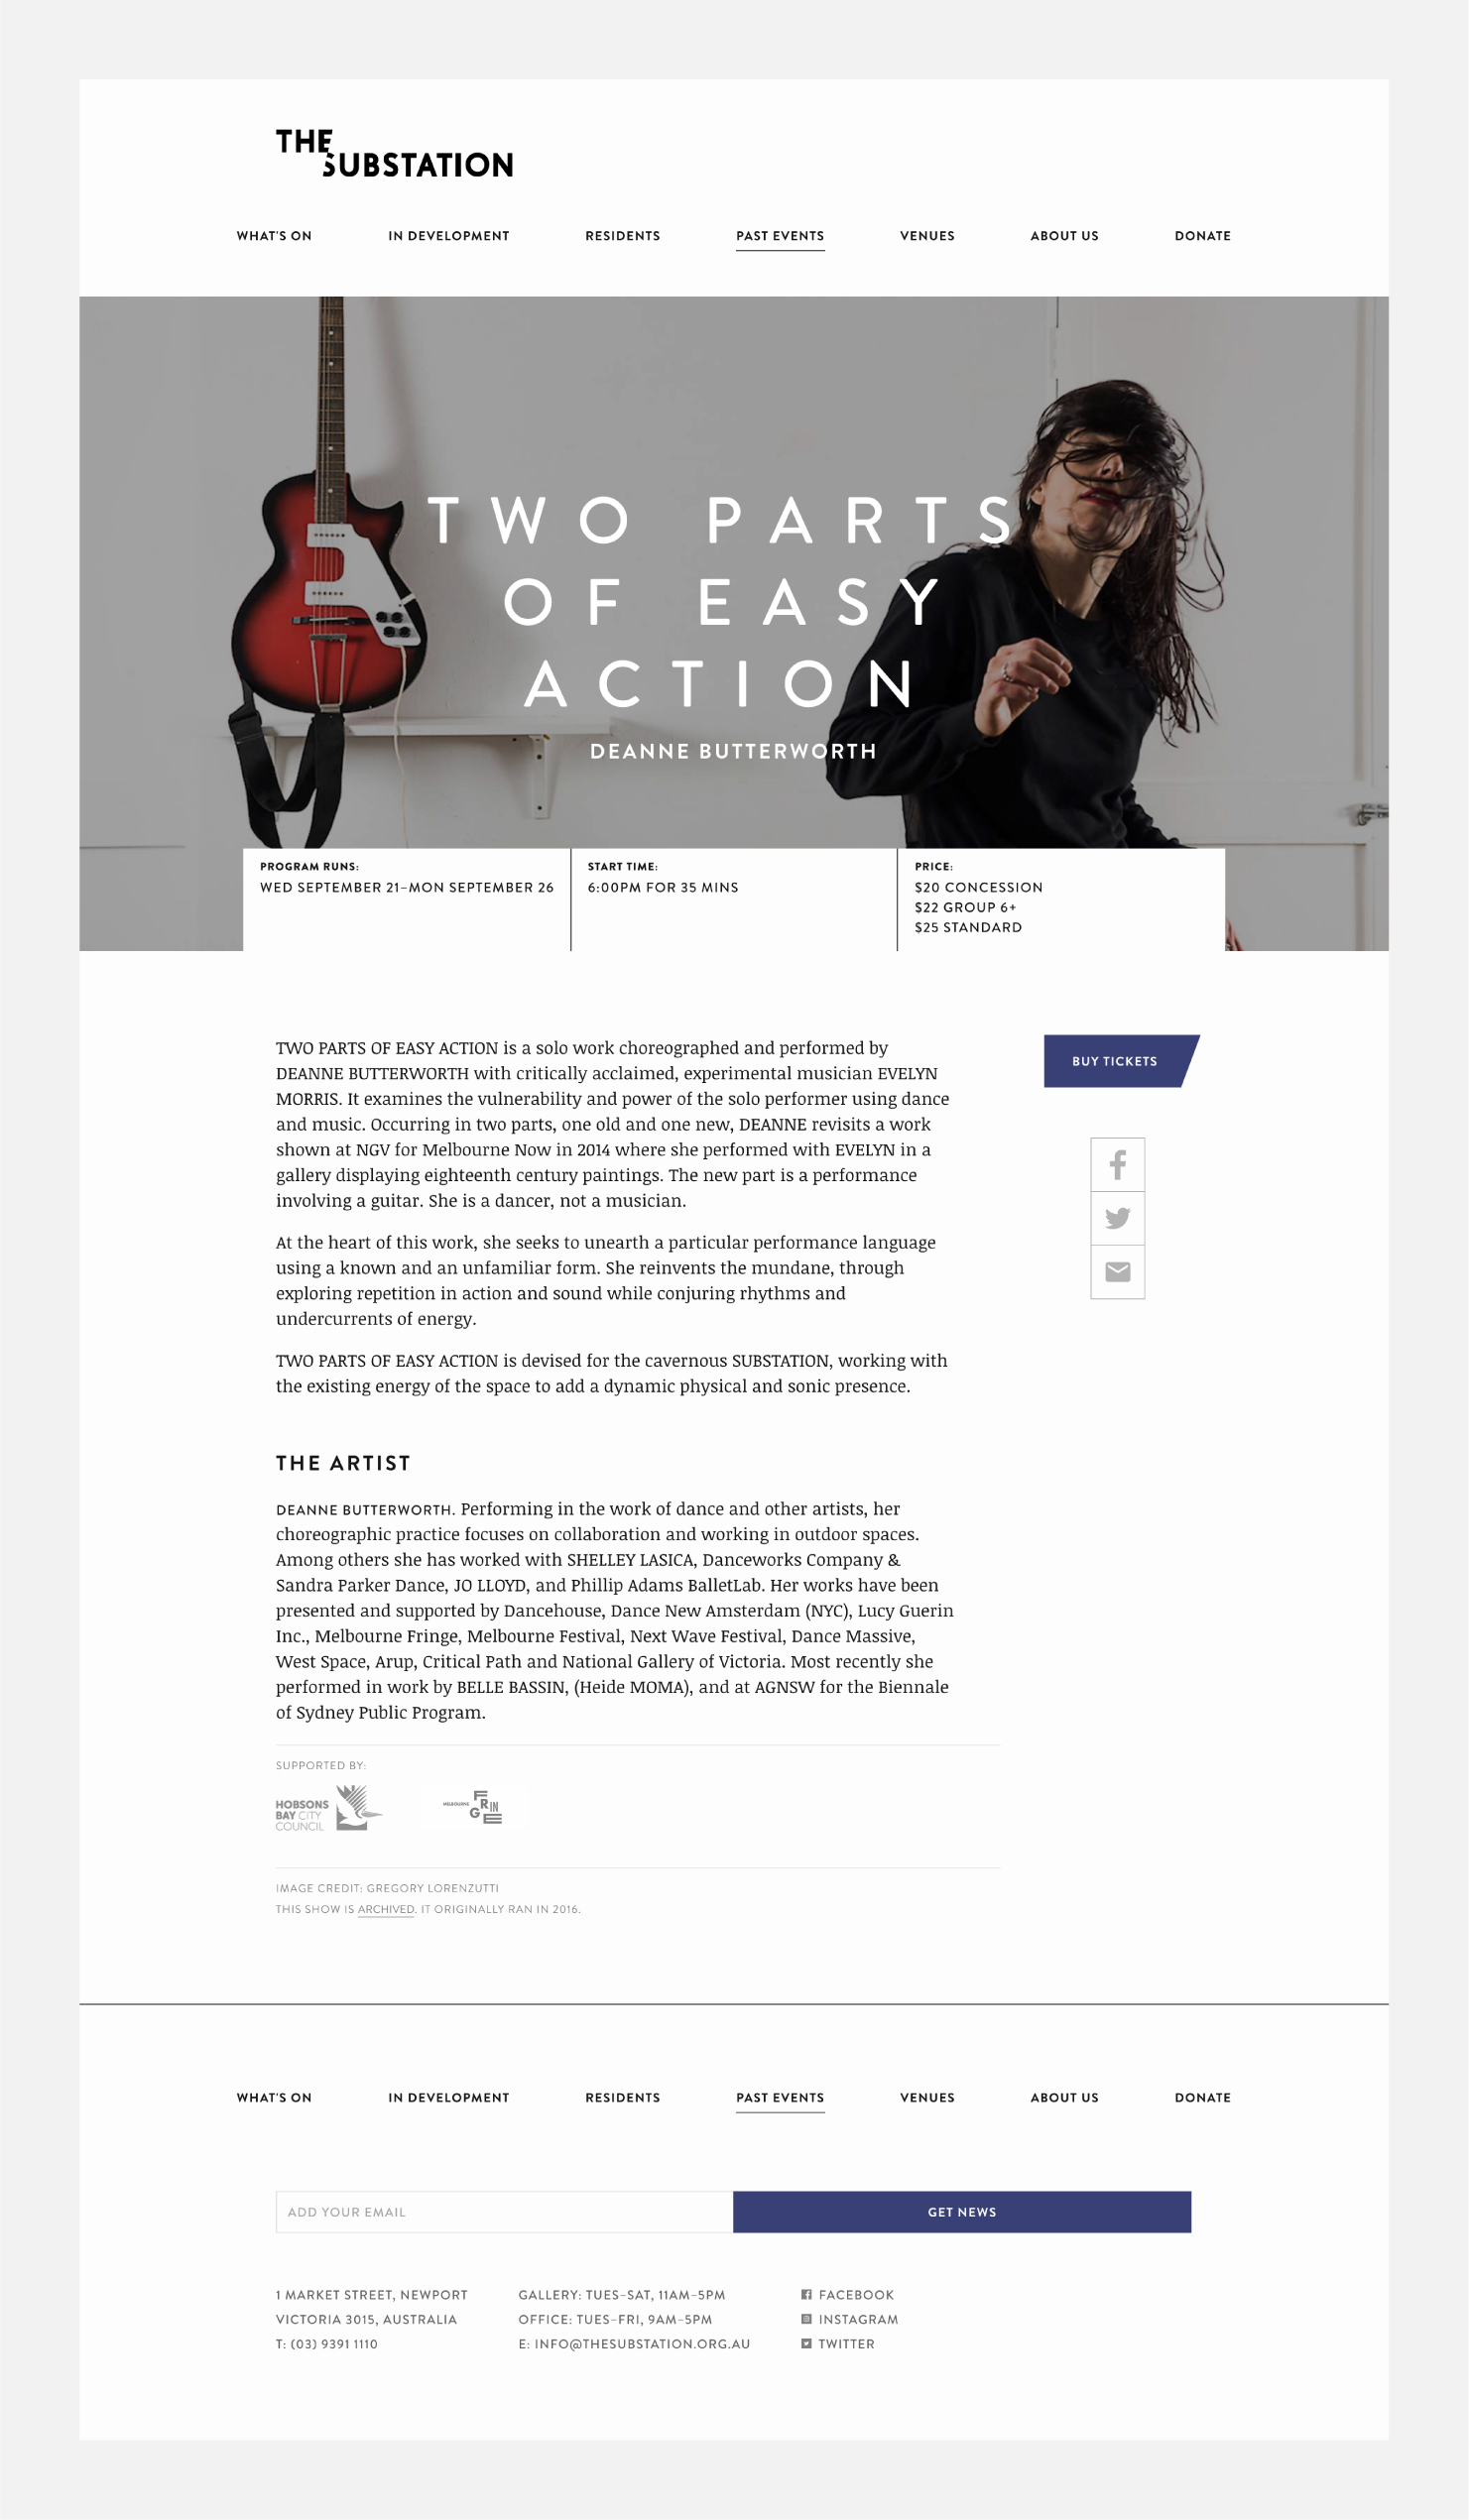 THE
SUBSTATION
WHAT'S ON
IN DEVELOPMENT
RESIDENTS
PAST EVENTS
VENUES
ABOUT US
DONATE
TWO PARTS
OF EASY
ACTION
DEANNE BUTTERWORTH
PROGRAM RUNS:
WED SEPTEMBER 21–MON SEPTEMBER 26
START TIME:
6:00PM FOR 35 MINS
PRICE:
$20 CONCESSION
$22 GROUP 6+
$25 STANDARD
TWO PARTS OF EASY ACTION is a solo work choreographed and performed by
DEANNE BUTTERWORTH with critically acclaimed, experimental musician EVELYN
MORRIS. It examines the vulnerability and power of the solo performer using dance
and music. Occurring in two parts, one old and one new, DEANNE revisits a work
shown at NGV for Melbourne Now in 2014 where she performed with EVELYN in a
gallery displaying eighteenth century paintings. The new part is a performance
involving a guitar. She is a dancer, not a musician.
At the heart of this work, she seeks to unearth a particular performance language
using a known and an unfamiliar form. She reinvents the mundane, through
exploring repetition in action and sound while conjuring rhythms and
undercurrents of energy.
TWO PARTS OF EASY ACTION is devised for the cavernous SUBSTATION, working with
the existing energy of the space to add a dynamic physical and sonic presence.
BUY TICKETS
THE ARTIST
DEANNE BUTTERWORTH. Performing in the work of dance and other artists, her
choreographic practice focuses on collaboration and working in outdoor spaces.
Among others she has worked with SHELLEY LASICA, Danceworks Company &
Sandra Parker Dance, JO LLOYD, and Phillip Adams BalletLab. Her works have been
presented and supported by Dancehouse, Dance New Amsterdam (NYC), Lucy Guerin
Inc., Melbourne Fringe, Melbourne Festival, Next Wave Festival, Dance Massive,
West Space, Arup, Critical Path and National Gallery of Victoria. Most recently she
performed in work by BELLE BASSIN, (Heide MOMA), and at AGNSW for the Biennale
of Sydney Public Program.
SUPPORTED BY:
HOBSONS
BAY CITY
COUNCIL
MELBOURNE
FRINGE
IMAGE CREDIT: GREGORY LORENZUTTI
THIS SHOW IS ARCHIVED. IT ORIGINALLY RAN IN 2016.
WHAT'S ON
IN DEVELOPMENT
RESIDENTS
PAST EVENTS
VENUES
ABOUT US
DONATE
ADD YOUR EMAIL
GET NEWS
1 MARKET STREET, NEWPORT
VICTORIA 3015, AUSTRALIA
T: (03) 9391 1110
GALLERY: TUES–SAT, 11AM–5PM
OFFICE: TUES–FRI, 9AM–5PM
E: INFO@THESUBSTATION.ORG.AU
FACEBOOK
INSTAGRAM
TWITTER